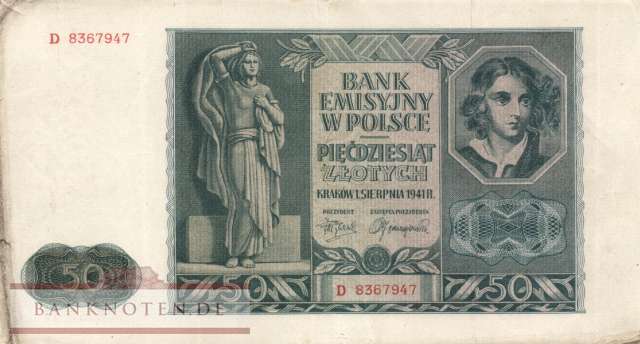 D 8367947
BANK
EMISYJNY
W POLSCE
PIĘĆDZIESIĄT
ZŁOTYCH
KRAKÓW 1. SIERPNIA 1941 R.
PREZYDENT ZASTĘPCA PREZYDENTA
50 50 50
D 8367947
BANKNOTEN.DE